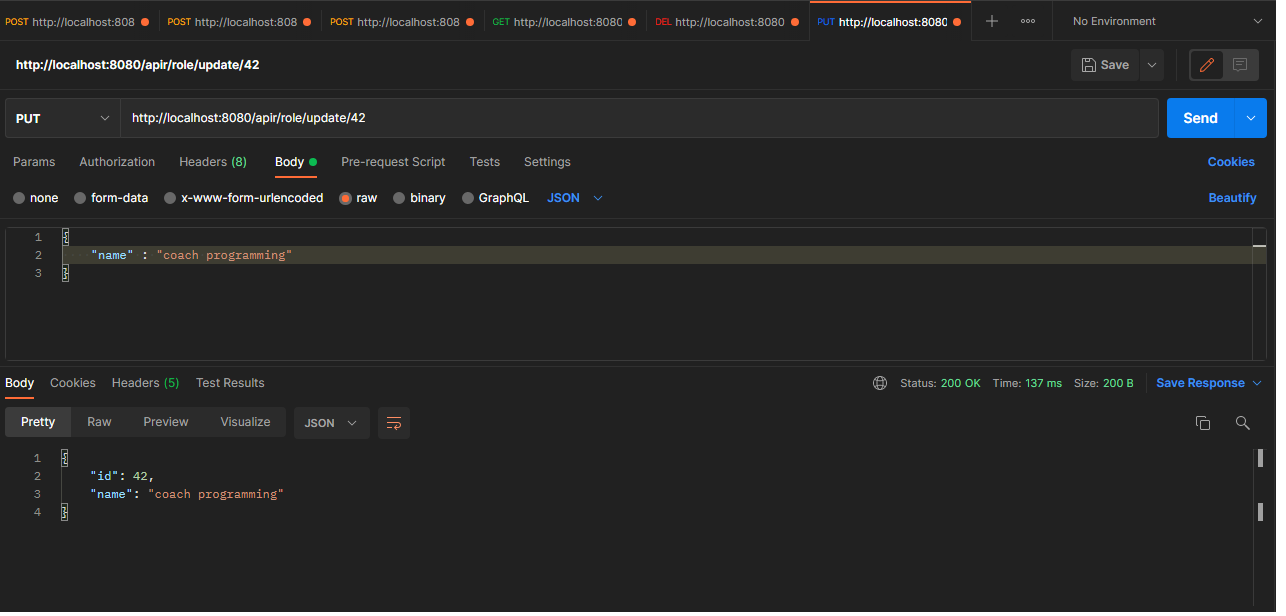 POST http://localhost:808 POST http://localhost:808 POST http://localhost:808 GET http://localhost:8080 DEL http://localhost:8080 PUT http://localhost:8080 No Environment
http://localhost:8080/apir/role/update/42 Save
PUT http://localhost:8080/apir/role/update/42 Send
Params Authorization Headers (8) Body Pre-request Script Tests Settings Cookies
none form-data x-www-form-urlencoded raw binary GraphQL JSON Beautify
1 {
2 "name" : "coach programming"
3 }
Body Cookies Headers (5) Test Results Status: 200 OK Time: 137 ms Size: 200 B Save Response
Pretty Raw Preview Visualize JSON
1 {
2 "id": 42,
3 "name": "coach programming"
4 }